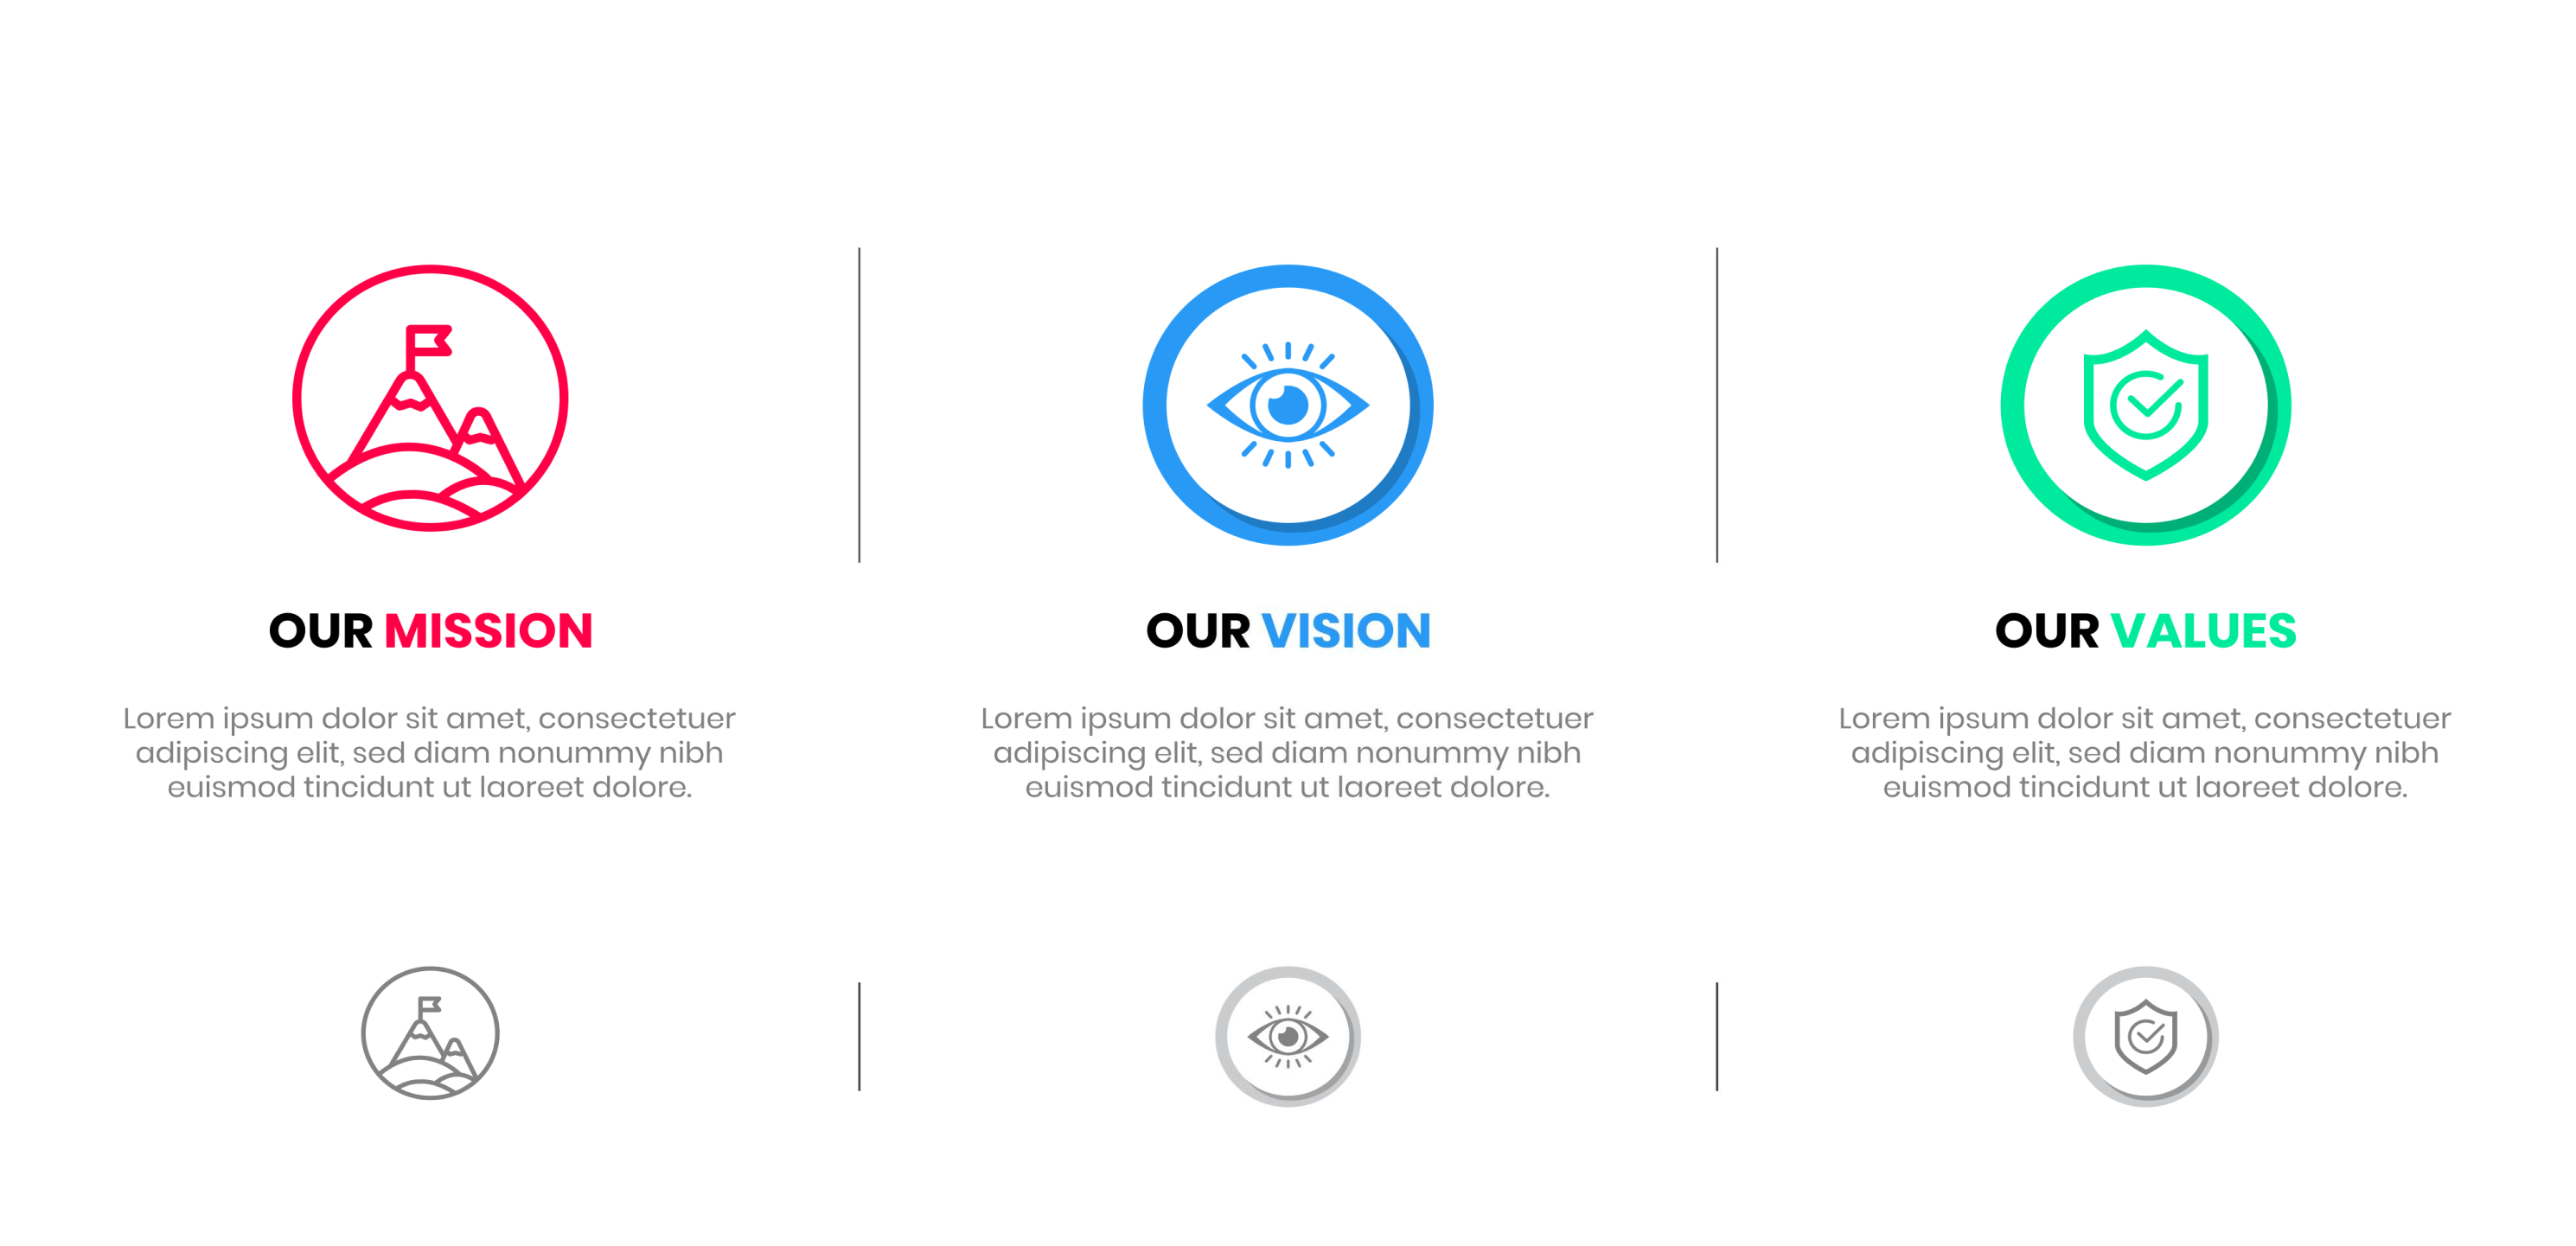 OUR MISSION
Lorem ipsum dolor sit amet, consectetuer
adipiscing elit, sed diam nonummy nibh
euismod tincidunt ut laoreet dolore.
OUR VISION
Lorem ipsum dolor sit amet, consectetuer
adipiscing elit, sed diam nonummy nibh
euismod tincidunt ut laoreet dolore.
OUR VALUES
Lorem ipsum dolor sit amet, consectetuer
adipiscing elit, sed diam nonummy nibh
euismod tincidunt ut laoreet dolore.